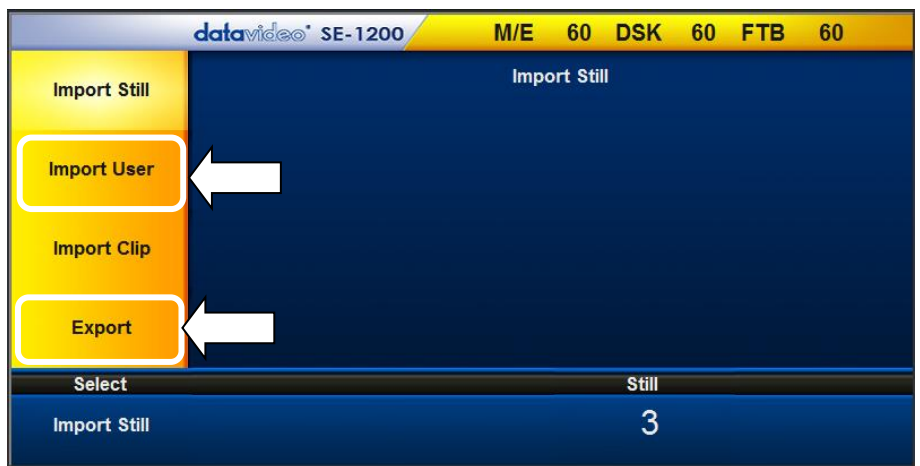 datavideo SE-1200 M/E 60 DSK 60 FTB 60
Import Still
Import Still
Import User
Import Clip
Export
Select Still
Import Still 3